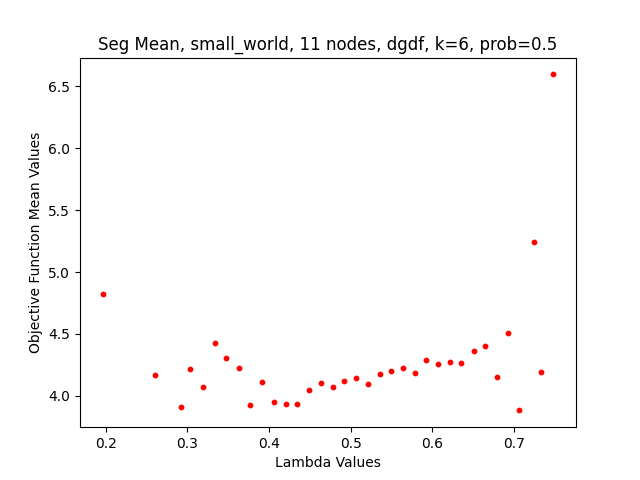 Seg Mean, small_world, 11 nodes, dgdf, k=6, prob=0.5
Objective Function Mean Values
6.5
6.0
5.5
5.0
4.5
4.0
0.2 0.3 0.4 0.5 0.6 0.7
Lambda Values